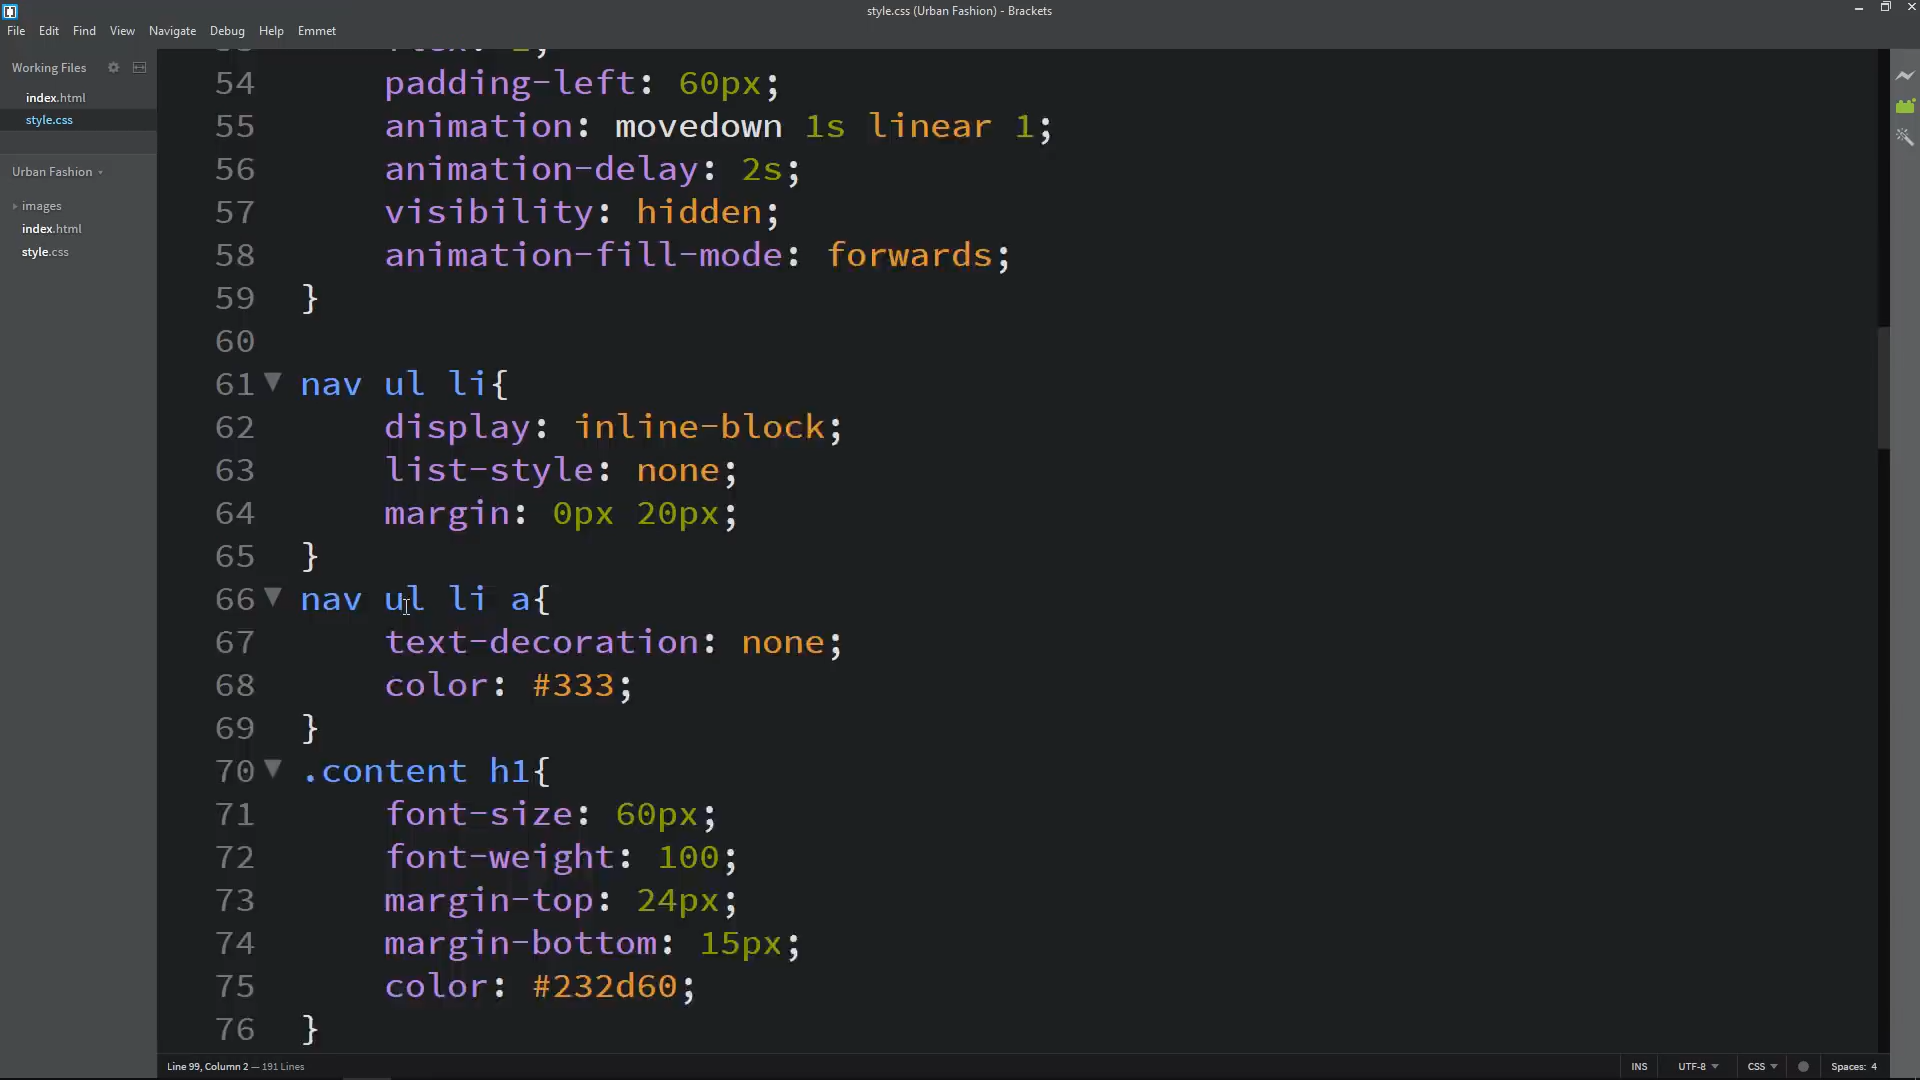 style.css (Urban Fashion) - Brackets
File Edit Find View Navigate Debug Help Emmet
Working Files
index.html
style.css
Urban Fashion
images
index.html
style.css
54 padding-left: 60px;
55 animation: movedown 1s linear 1;
56 animation-delay: 2s;
57 visibility: hidden;
58 animation-fill-mode: forwards;
59 }
60
61 nav ul li{
62 display: inline-block;
63 list-style: none;
64 margin: 0px 20px;
65 }
66 nav ul li a{
67 text-decoration: none;
68 color: #333;
69 }
70 .content h1{
71 font-size: 60px;
72 font-weight: 100;
73 margin-top: 24px;
74 margin-bottom: 15px;
75 color: #232d60;
76 }
Line 99, Column 2 — 191 Lines
INS UTF-8 CSS Spaces: 4